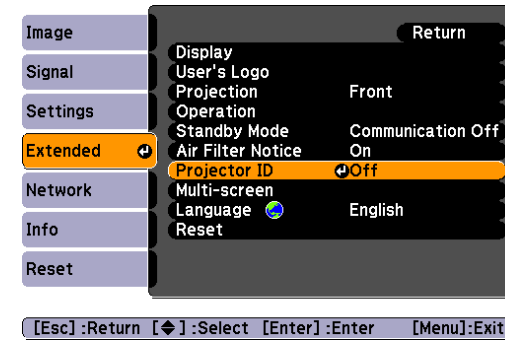 Image
Signal
Settings
Extended
Network
Info
Reset
Return
Display
User's Logo
Projection Front
Operation
Standby Mode Communication Off
Air Filter Notice On
Projector ID Off
Multi-screen
Language English
Reset
[Esc] :Return [ ] :Select [Enter] :Enter [Menu]:Exit